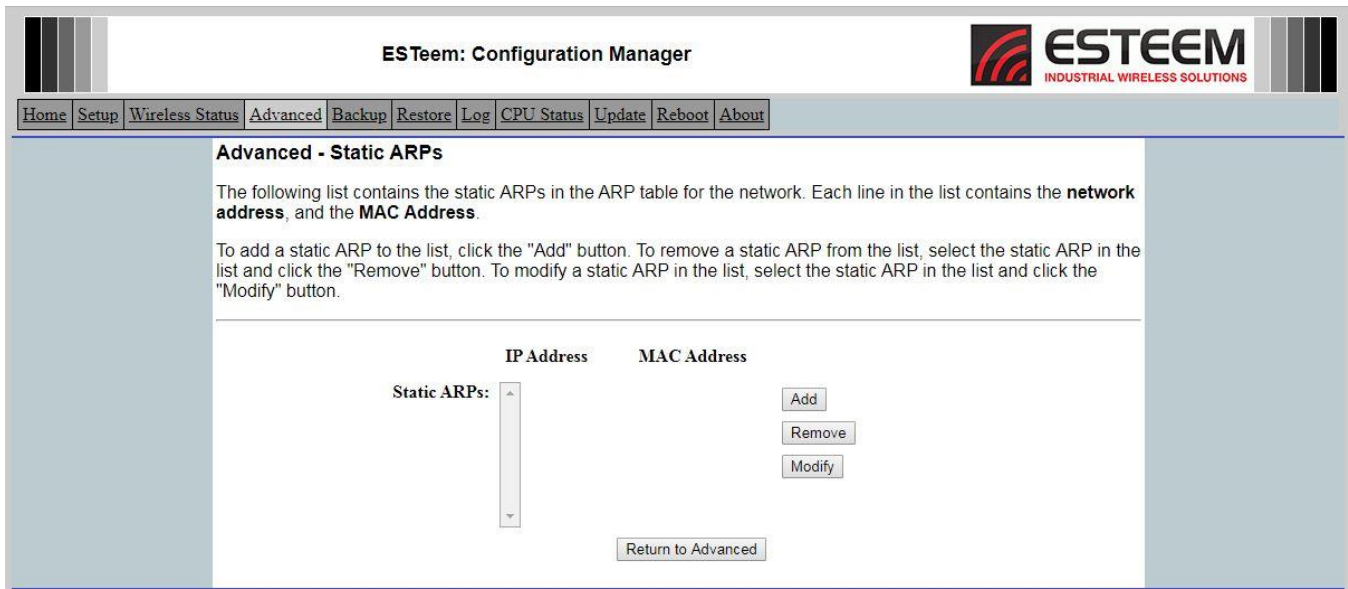 ESTeem: Configuration Manager
ESTEEM
INDUSTRIAL WIRELESS SOLUTIONS
Home Setup Wireless Status Advanced Backup Restore Log CPU Status Update Reboot About
Advanced - Static ARPs
The following list contains the static ARPs in the ARP table for the network. Each line in the list contains the network
address, and the MAC Address.
To add a static ARP to the list, click the "Add" button. To remove a static ARP from the list, select the static ARP in the
list and click the "Remove" button. To modify a static ARP in the list, select the static ARP in the list and click the
"Modify" button.
IP Address MAC Address
Static ARPs:
Add
Remove
Modify
Return to Advanced